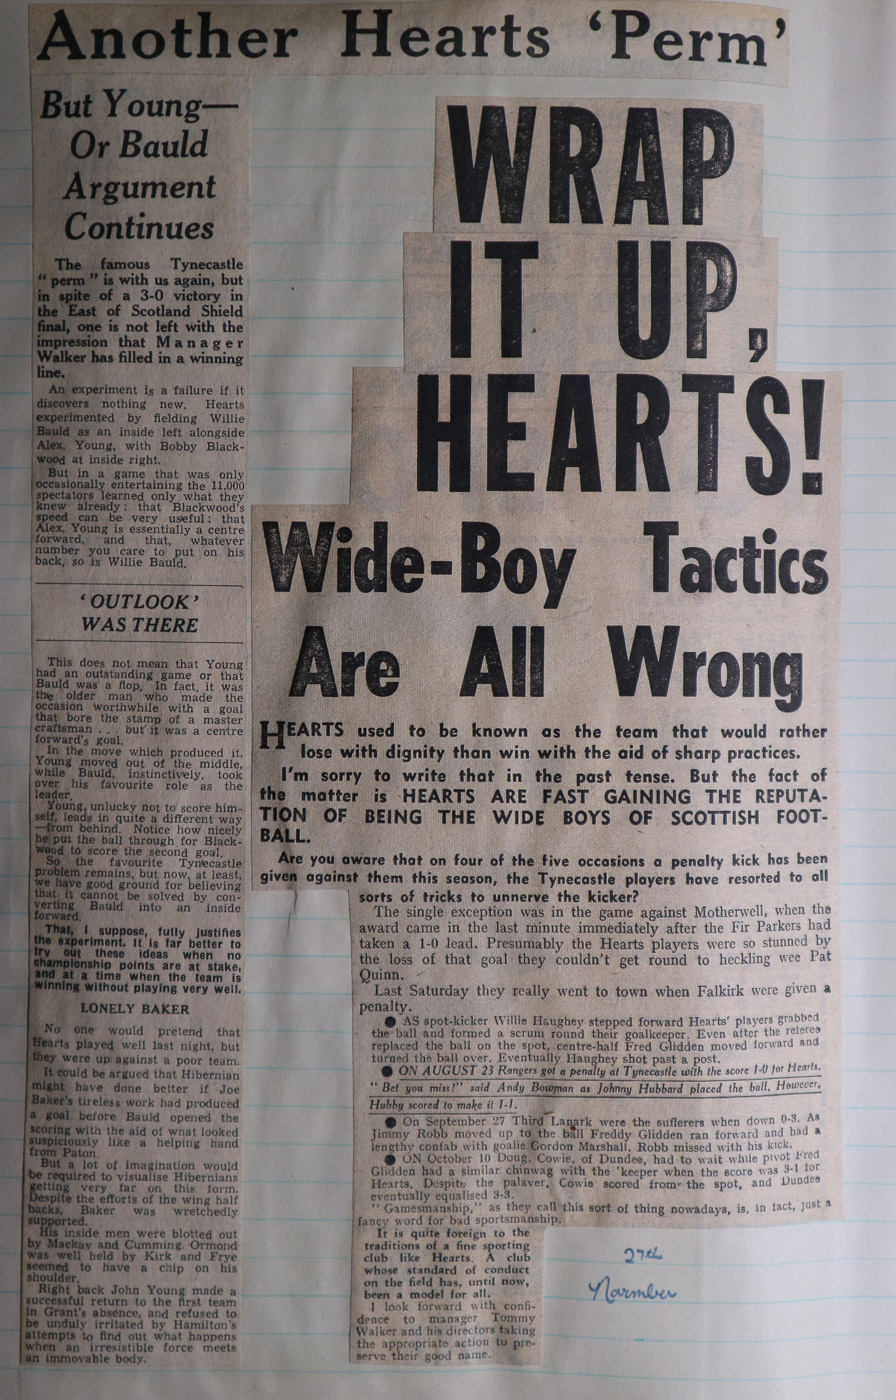 Another Hearts ‘Perm’
But Young—
Or Bauld
Argument
Continues
The famous Tynecastle
“ perm ” is with us again, but
in spite of a 3-0 victory in
the East of Scotland Shield
final, one is not left with the
impression that Manager
Walker has filled in a winning
line.
An experiment is a failure if it
discovers nothing new. Hearts
experimented by fielding Willie
Bauld as an inside left alongside
Alex. Young, with Bobby Black-
wood at inside right.
But in a game that was only
occasionally entertaining the 11,000
spectators learned only what they
knew already: that Blackwood's
speed can be very useful: that
Alex. Young is essentially a centre
forward, and that, whatever
number you care to put on his
back, so is Willie Bauld.
‘OUTLOOK’
WAS THERE
This does not mean that Young
had an outstanding game or that
Bauld was a flop. In fact, it was
the older man who made the
occasion worthwhile with a goal
that bore the stamp of a master
craftsman . . . but it was a centre
forward's goal.
In the move which produced it,
Young moved out of the middle,
while Bauld, instinctively, took
over his favourite role as the
leader.
Young, unlucky not to score him-
self, leads in quite a different way
—from behind. Notice how nicely
he put the ball through for Black-
wood to score the second goal.
So the favourite Tynecastle
problem remains, but now, at least,
we have good ground for believing
that it cannot be solved by con-
verting Bauld into an inside
forward.
That, I suppose, fully justifies
the experiment. It is far better to
try out these ideas when no
championship points are at stake,
and at a time when the team is
winning without playing very well.
LONELY BAKER
No one would pretend that
Hearts played well last night, but
they were up against a poor team.
It could be argued that Hibernian
might have done better if Joe
Baker's tireless work had produced
a goal before Bauld opened the
scoring with the aid of what looked
suspiciously like a helping hand
from Paton.
But a lot of imagination would
be required to visualise Hibernians
getting very far on this form.
Despite the efforts of the wing half
backs, Baker was wretchedly
supported.
His inside men were blotted out
by Mackay and Cumming. Ormond
was well held by Kirk and Frye
seemed to have a chip on his
shoulder.
Right back John Young made a
successful return to the first team
in Grant's absence, and refused to
be unduly irritated by Hamilton's
attempts to find out what happens
when an irresistible force meets
an immovable body.
WRAP
IT UP,
HEARTS!
Wide-Boy Tactics
Are All Wrong
HEARTS used to be known as the team that would rather
lose with dignity than win with the aid of sharp practices.
I'm sorry to write that in the past tense. But the fact of
the matter is HEARTS ARE FAST GAINING THE REPUTA-
TION OF BEING THE WIDE BOYS OF SCOTTISH FOOT-
BALL.
Are you aware that on four of the five occasions a penalty kick has been
given against them this season, the Tynecastle players have resorted to all
sorts of tricks to unnerve the kicker?
The single exception was in the game against Motherwell, when the
award came in the last minute immediately after the Fir Parkers had
taken a 1-0 lead. Presumably the Hearts players were so stunned by
the loss of that goal they couldn't get round to heckling wee Pat
Quinn.
Last Saturday they really went to town when Falkirk were given a
penalty.
● AS spot-kicker Willie Haughey stepped forward Hearts' players grabbed
the ball and formed a scrum round their goalkeeper. Even after the referee
replaced the ball on the spot, centre-half Fred Glidden moved forward and
turned the ball over. Eventually Haughey shot past a post.
● ON AUGUST 23 Rangers got a penalty at Tynecastle with the score 1-0 for Hearts.
“ Bet you miss!” said Andy Bowman as Johnny Hubbard placed the ball. However,
Hubby scored to make it 1-1.
● On September 27 Third Lanark were the sufferers when down 0-3. As
Jimmy Robb moved up to the ball Freddy Glidden ran forward and had a
lengthy confab with goalie Gordon Marshall. Robb missed with his kick.
● ON October 10 Doug. Cowie, of Dundee, had to wait while pivot Fred
Glidden had a similar chinwag with the 'keeper when the score was 3-1 for
Hearts. Despite the palaver, Cowie scored from the spot, and Dundee
eventually equalised 3-3.
“ Gamesmanship,” as they call this sort of thing nowadays, is, in fact, just a
fancy word for bad sportsmanship.
It is quite foreign to the
traditions of a fine sporting
club like Hearts. A club
whose standard of conduct
on the field has, until now,
been a model for all.
I look forward with confi-
dence to manager Tommy
Walker and his directors taking
the appropriate action to pre-
serve their good name.
27th